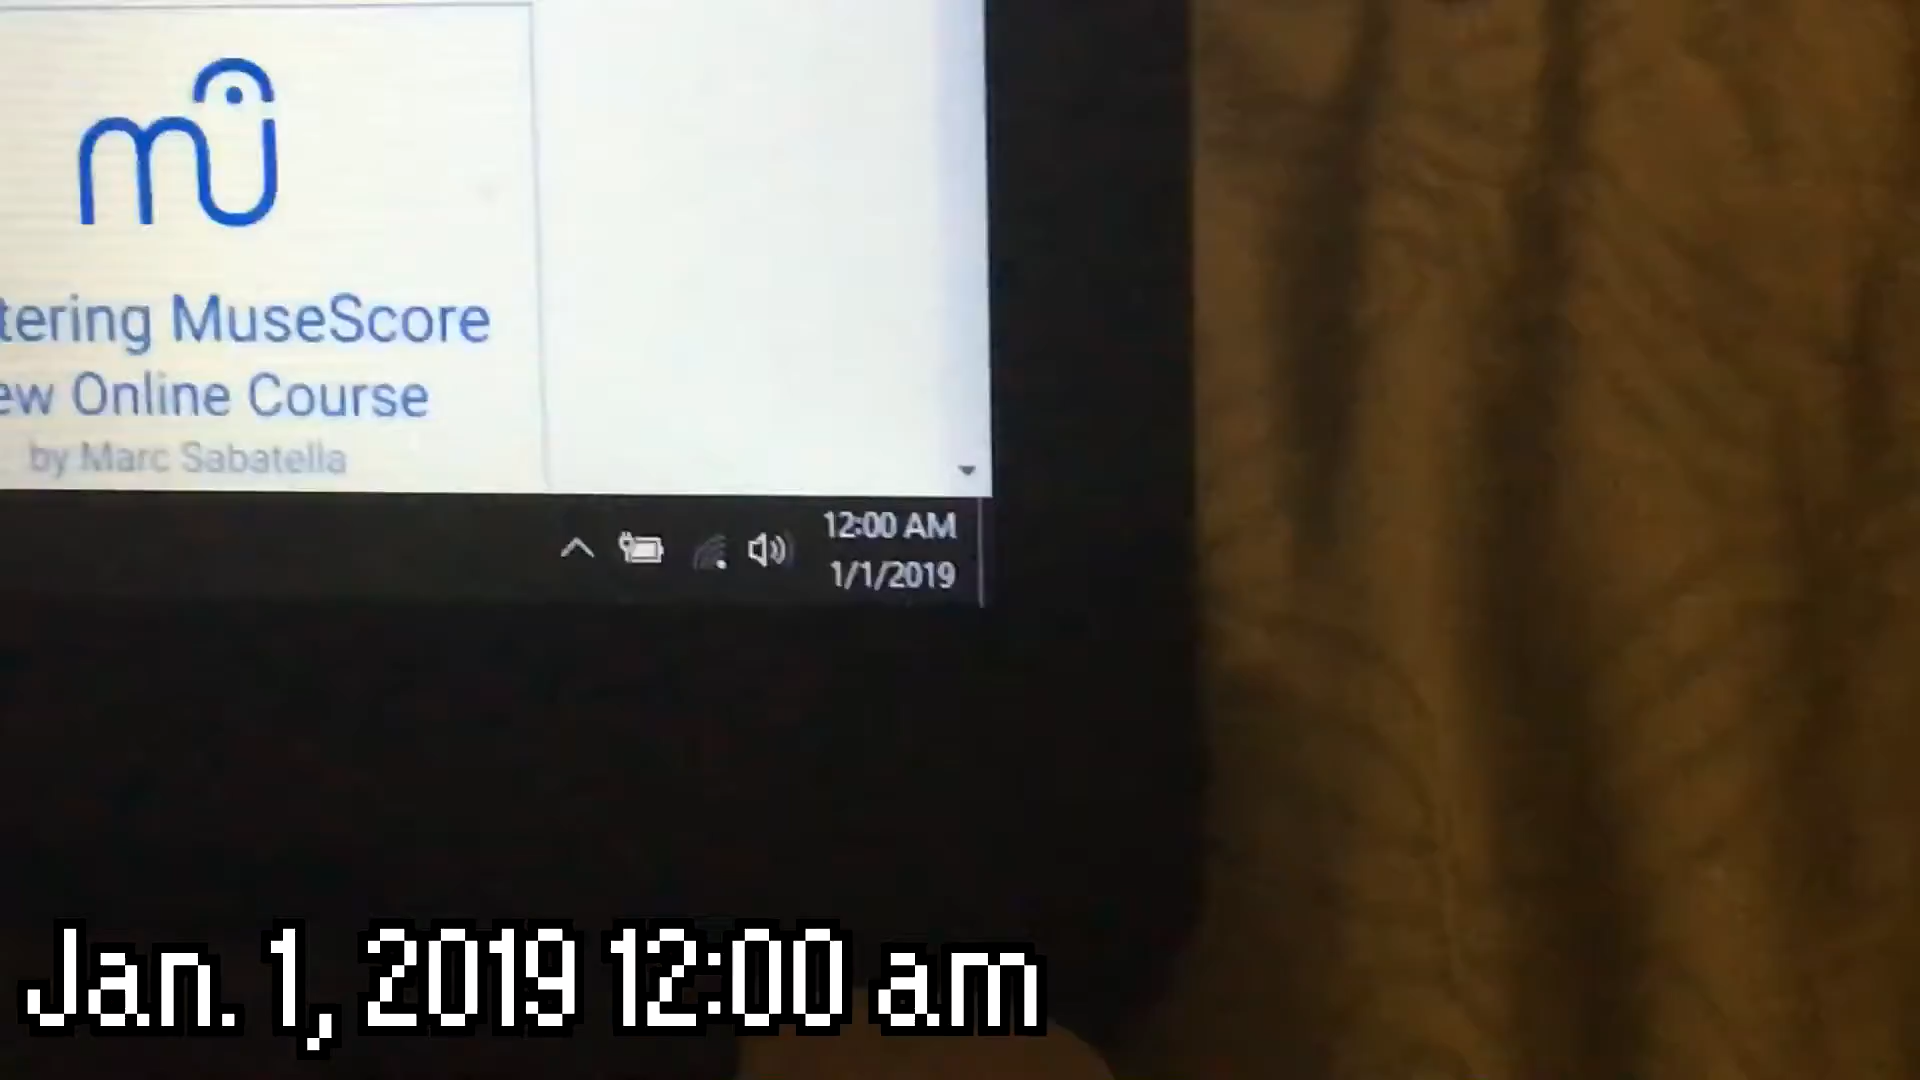 mu
tering MuseScore
ew Online Course
by Marc Sabatella
12:00 AM
1/1/2019
Jan. 1, 2019 12:00 am